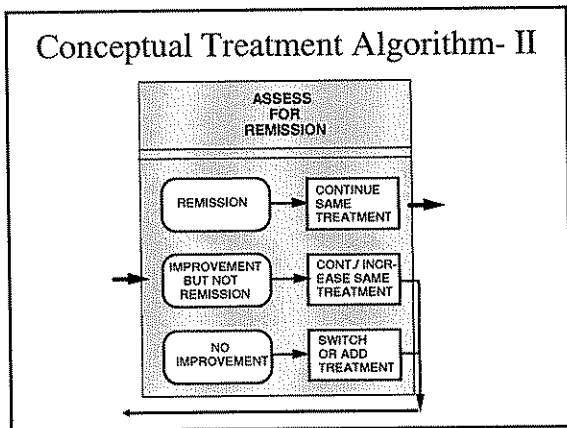 Conceptual Treatment Algorithm- II
ASSESS
FOR
REMISSION
REMISSION
CONTINUE
SAME
TREATMENT
IMPROVEMENT
BUT NOT
REMISSION
CONT./ INCR-
EASE SAME
TREATMENT
NO
IMPROVEMENT
SWITCH
OR ADD
TREATMENT